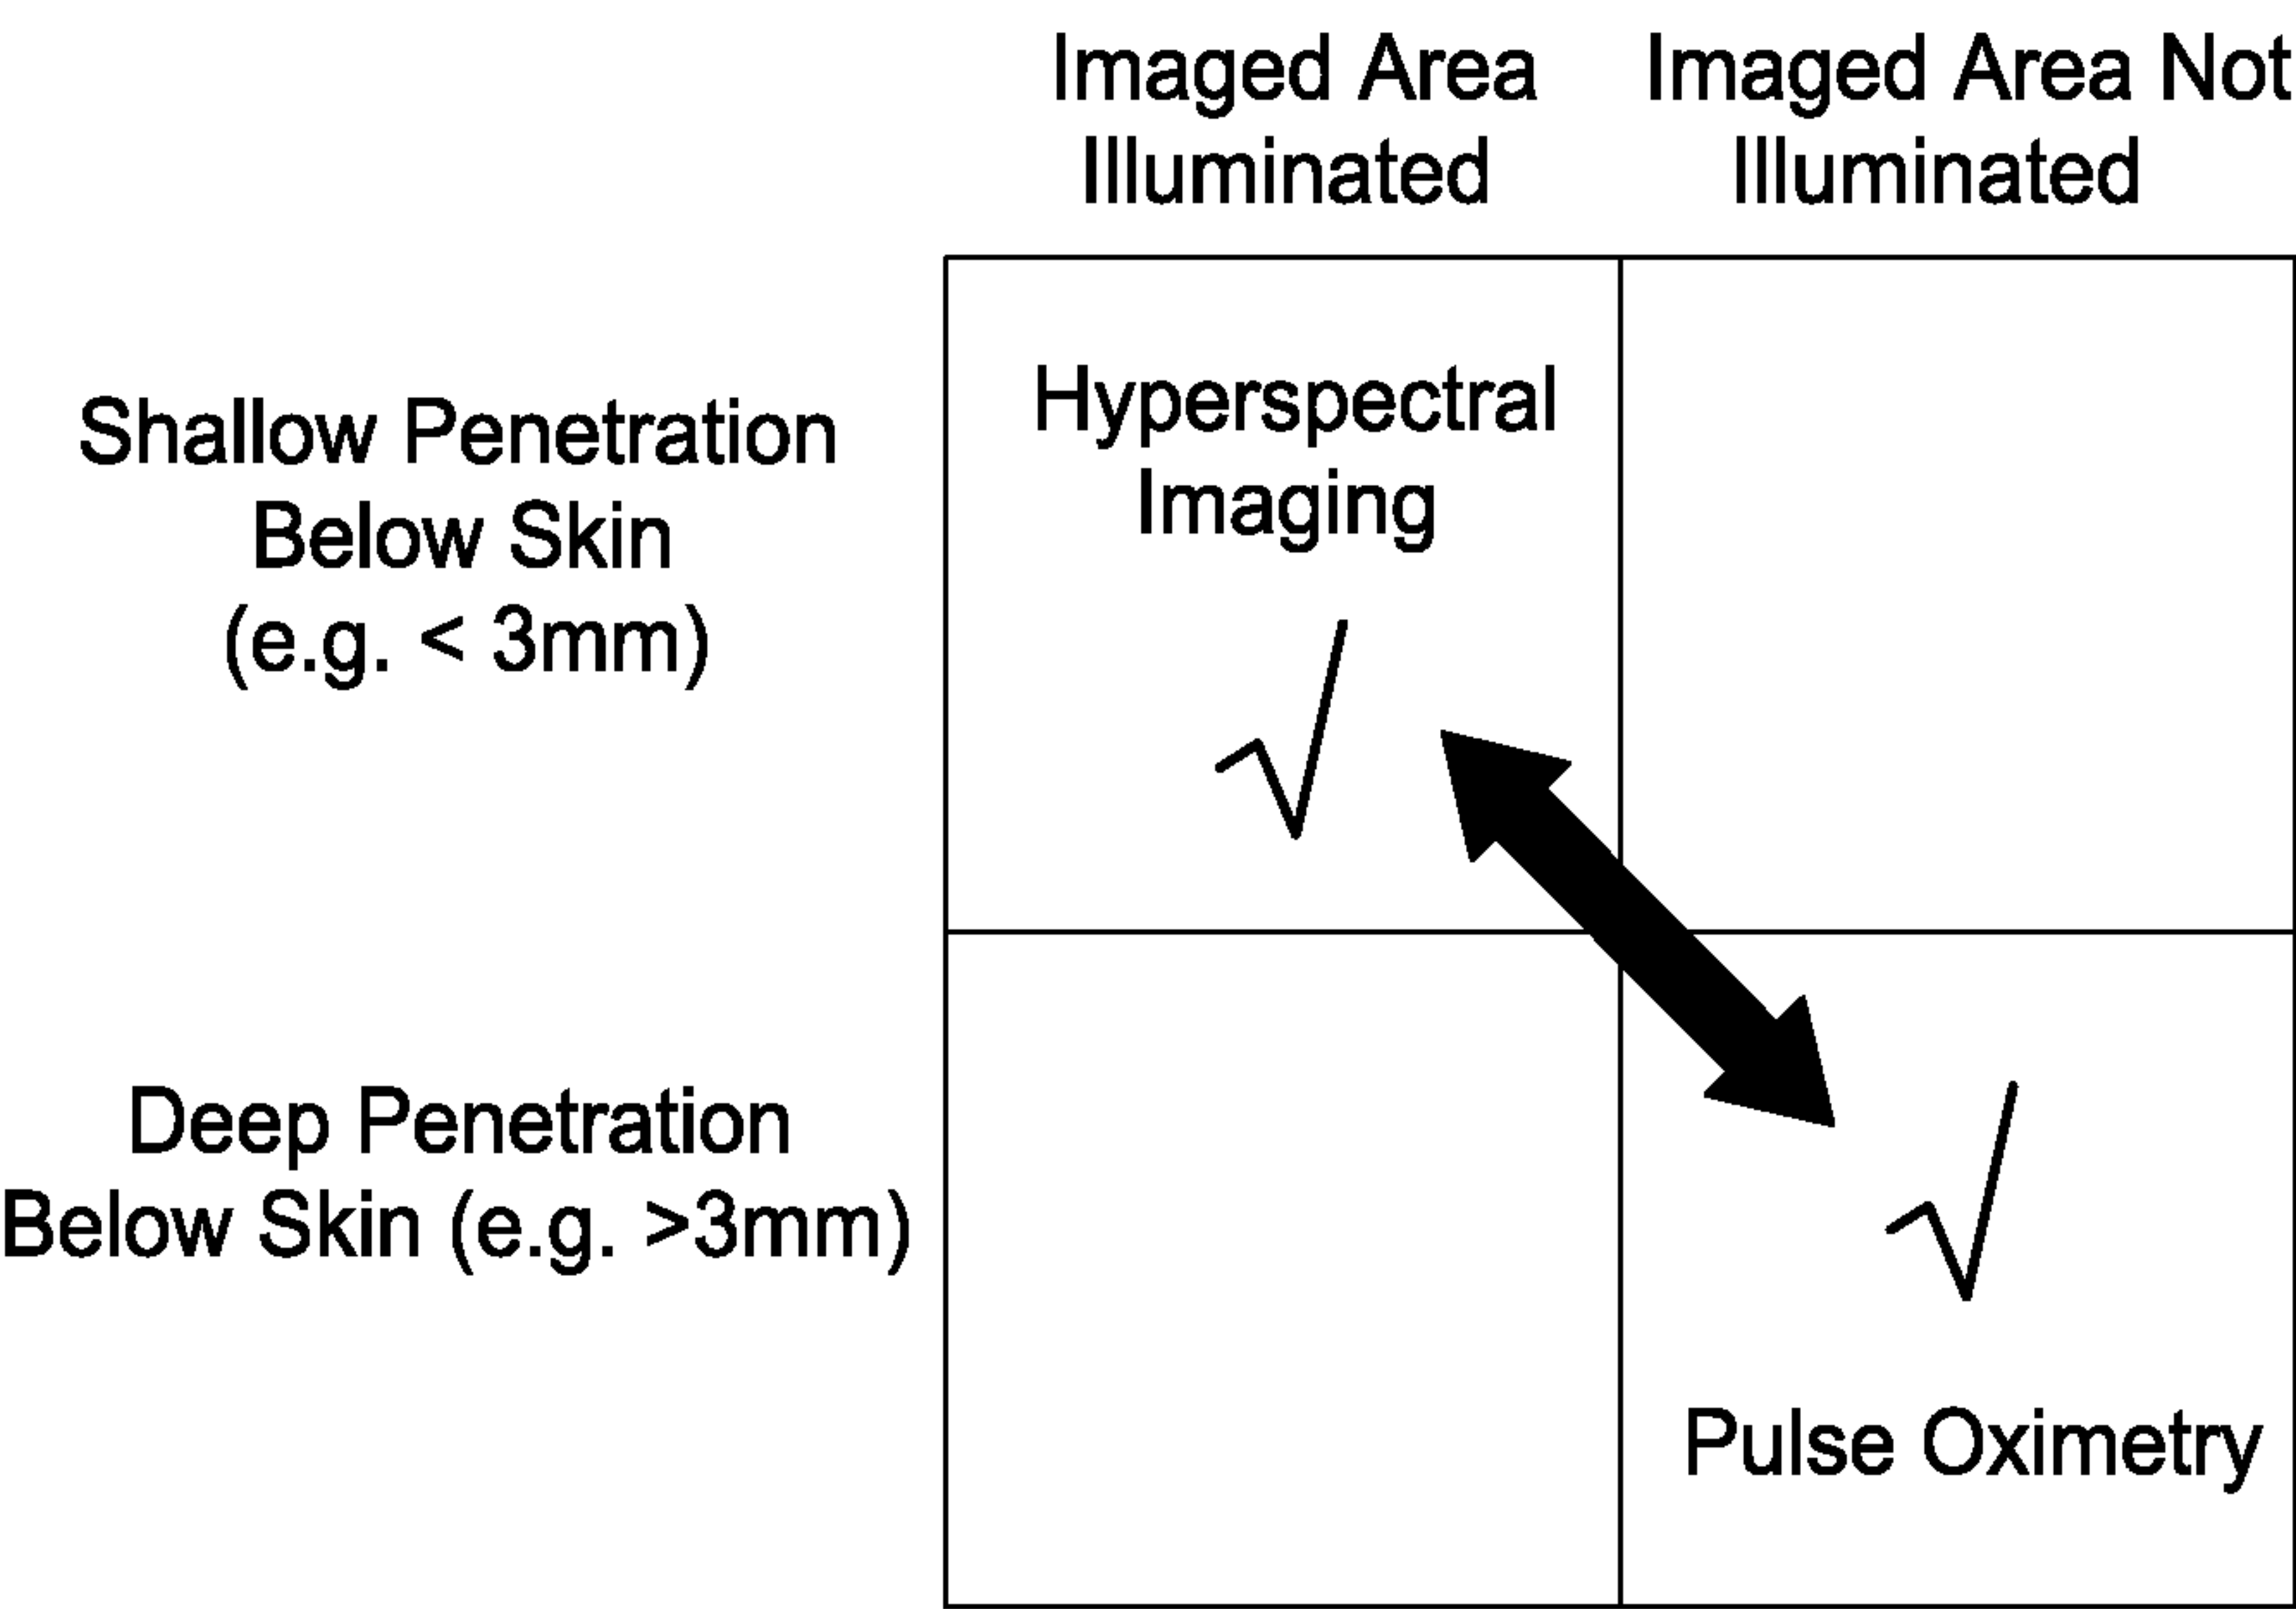 Imaged Area
Illuminated
Imaged Area Not
Illuminated
Shallow Penetration
Below Skin
(e.g. < 3mm)
Hyperspectral
Imaging
Deep Penetration
Below Skin (e.g. >3mm)
Pulse Oximetry